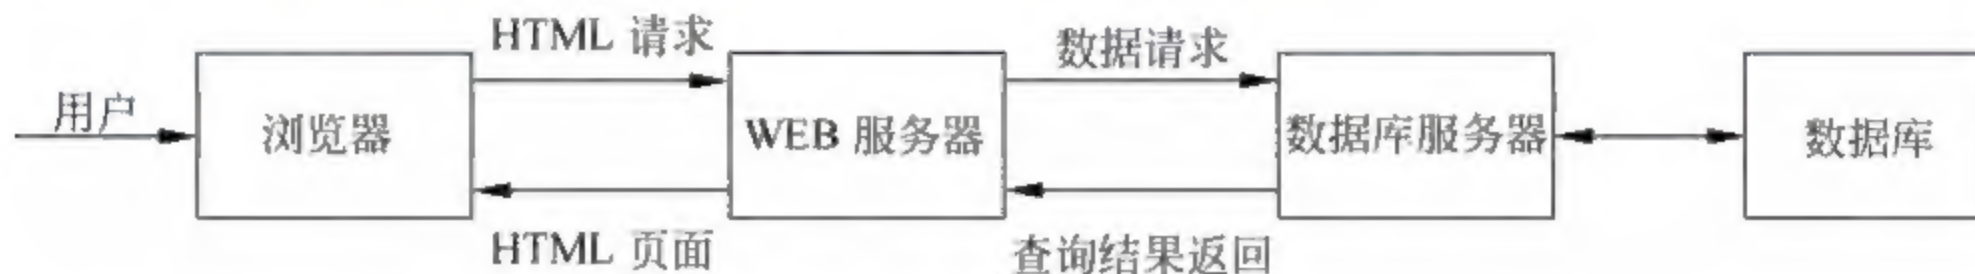 HTML 请求
数据请求
用户
浏览器
WEB 服务器
数据库服务器
数据库
HTML 页面
查询结果返回